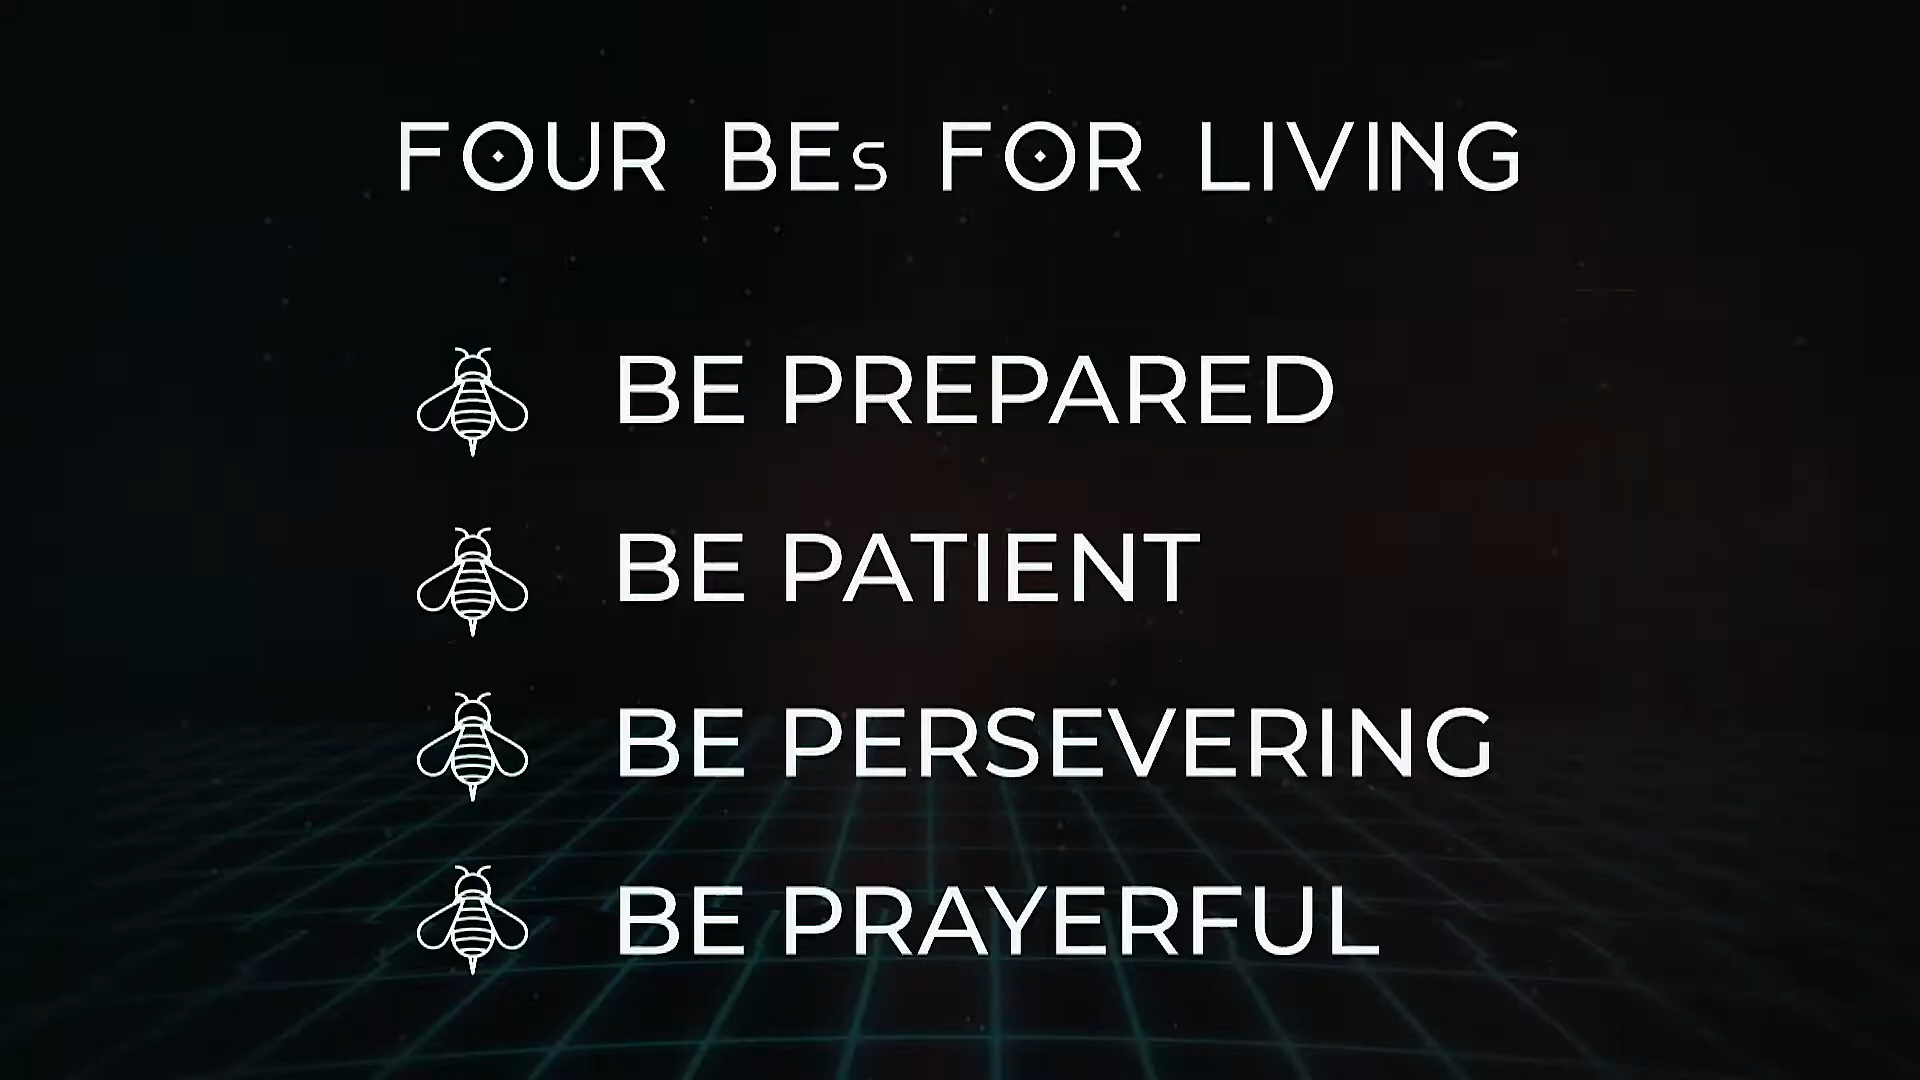 FOUR BEs FOR LIVING
BE PREPARED
BE PATIENT
BE PERSEVERING
BE PRAYERFUL